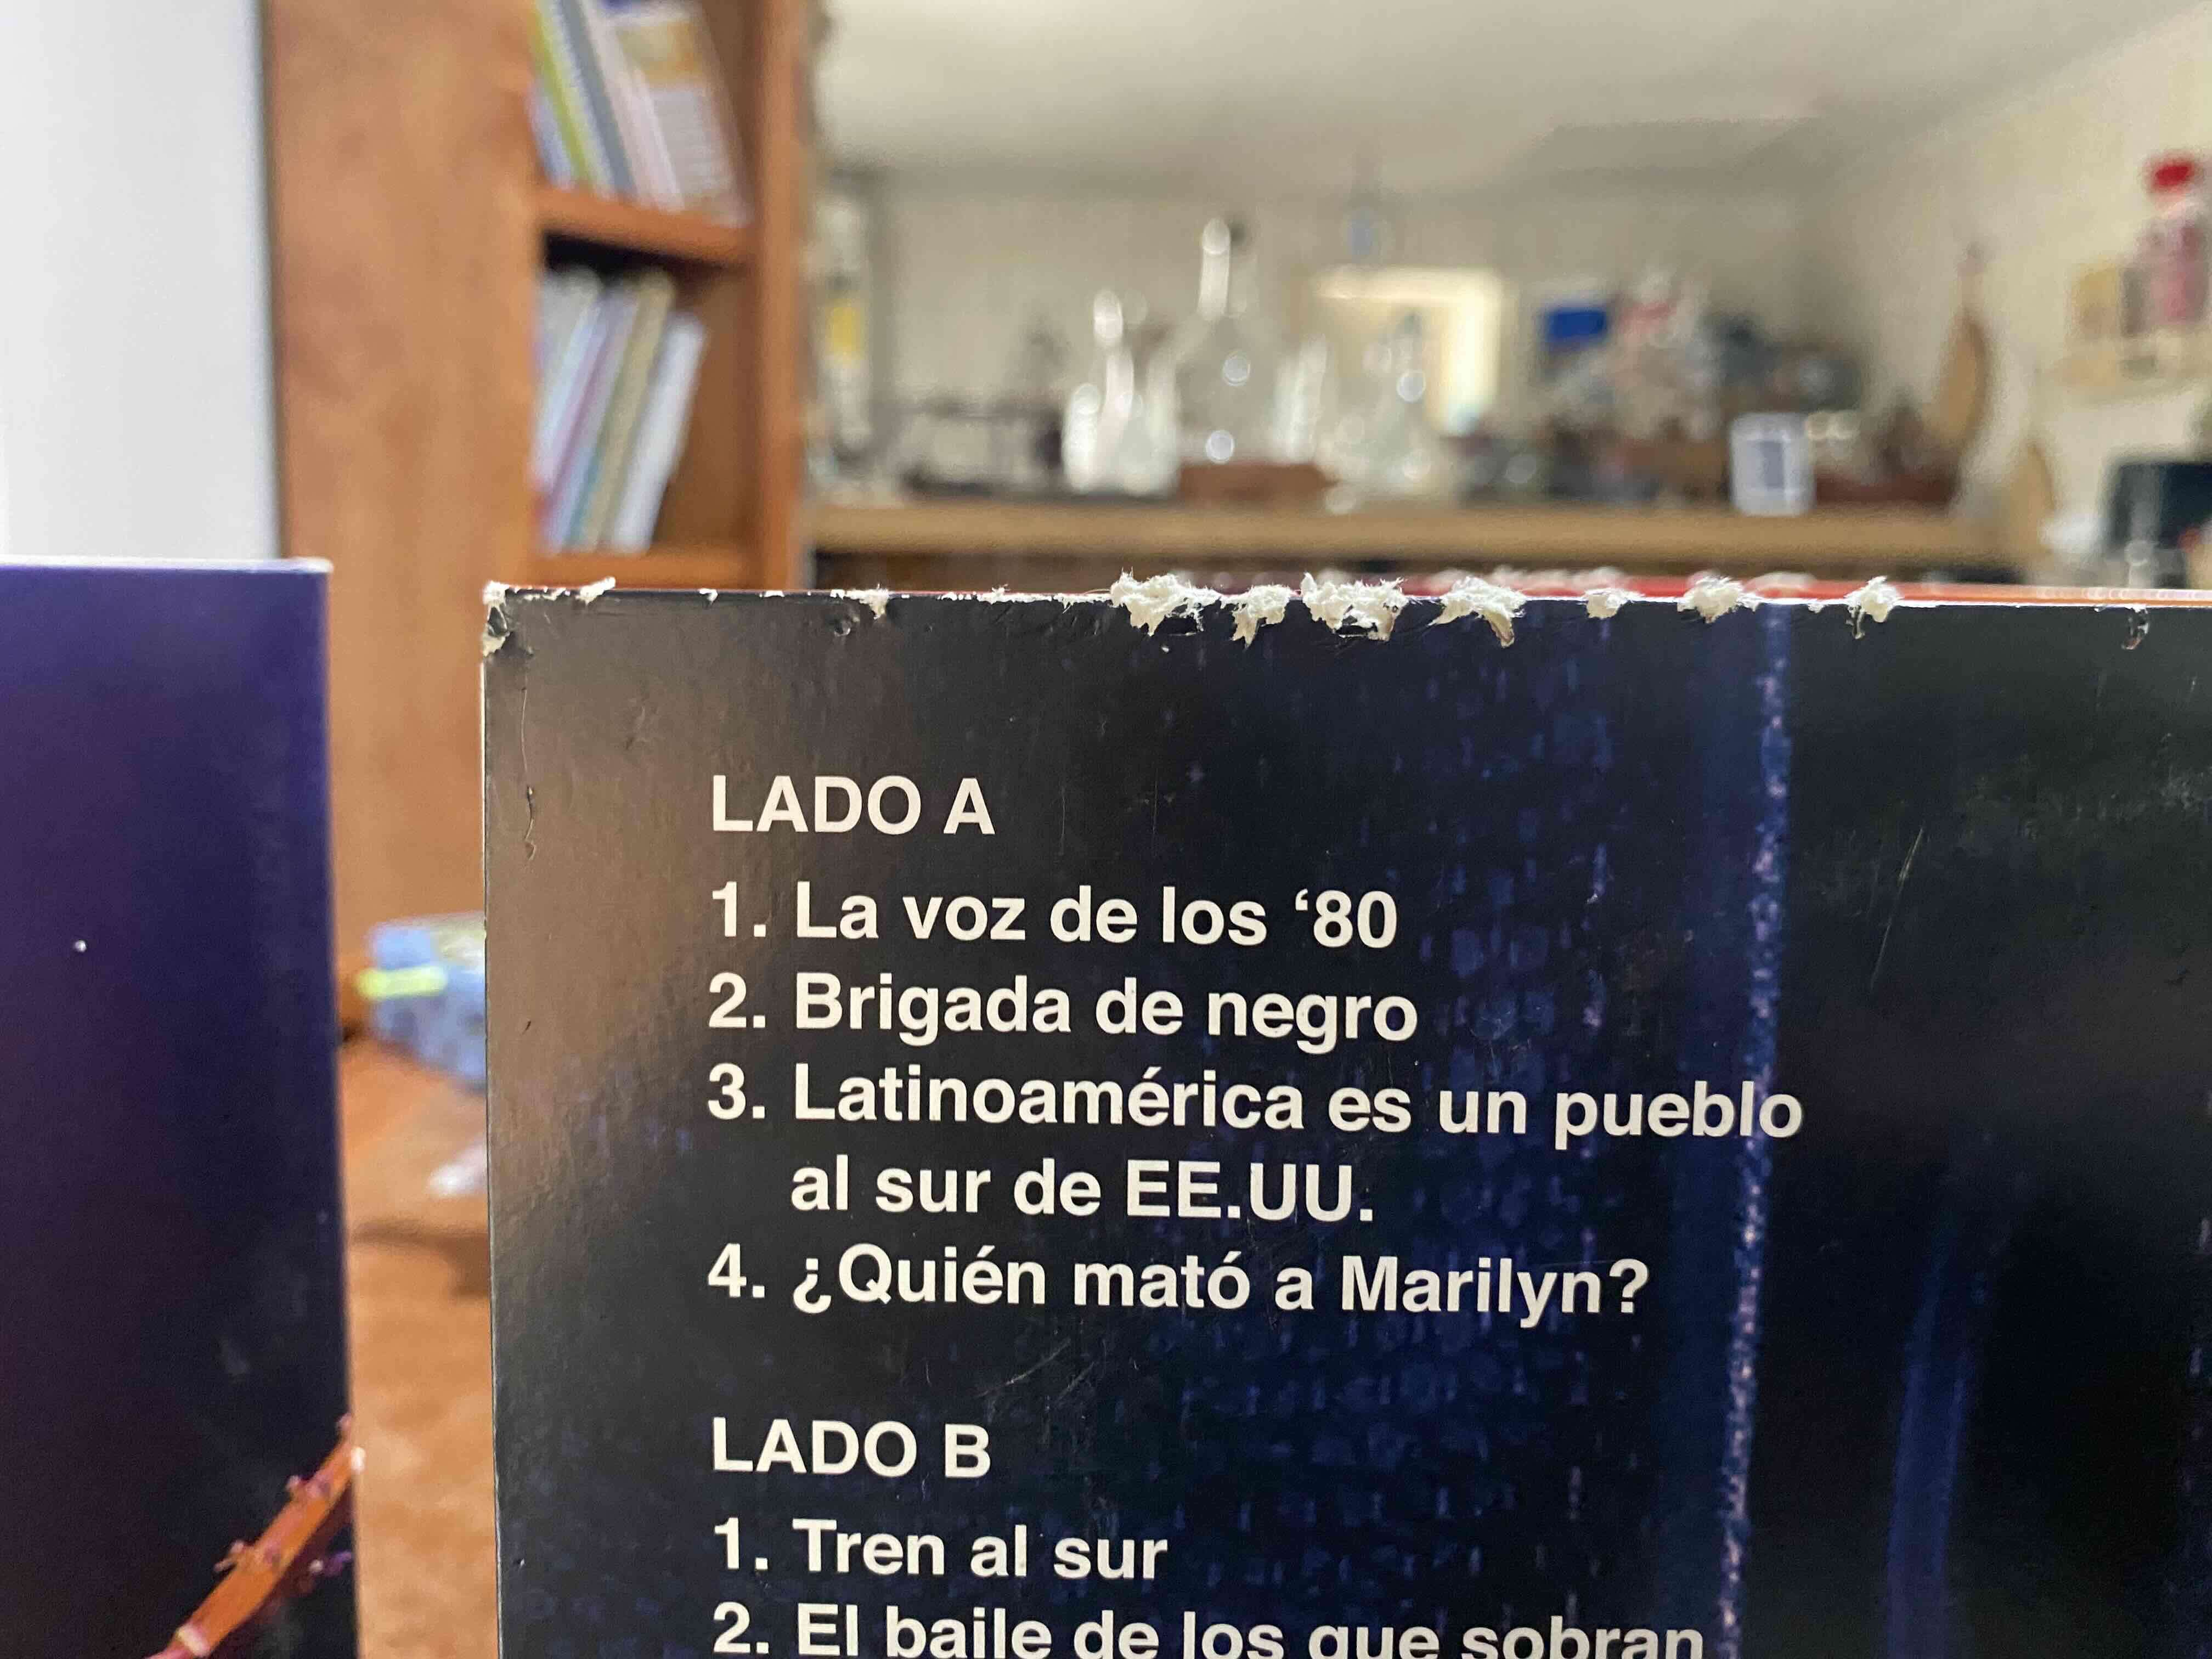 LADO A
1. La voz de los ‘80
2. Brigada de negro
3. Latinoamérica es un pueblo
al sur de EE.UU.
4. ¿Quién mató a Marilyn?
LADO B
1. Tren al sur
2. El baile de los que sobran